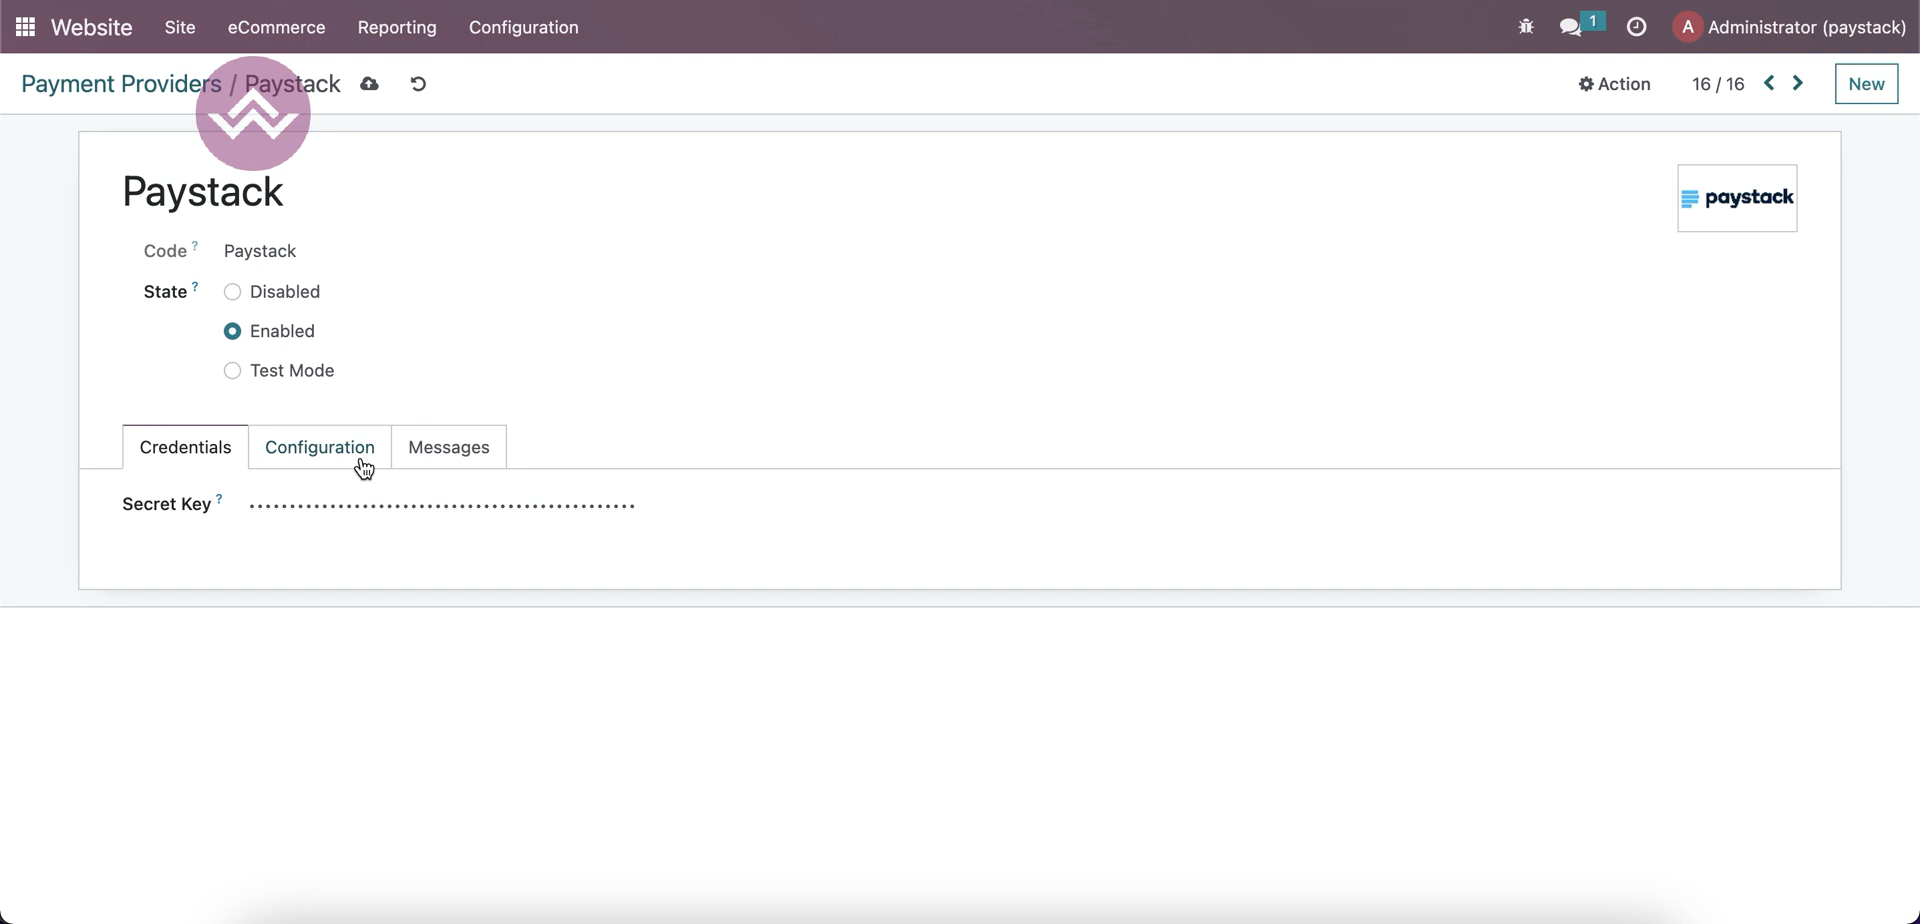 Website Site eCommerce Reporting Configuration 1 A Administrator (paystack)
Payment Providers / Paystack Action 16 / 16 New
Paystack
paystack
Code ? Paystack
State ? Disabled
Enabled
Test Mode
Credentials Configuration Messages
Secret Key ? ................................................